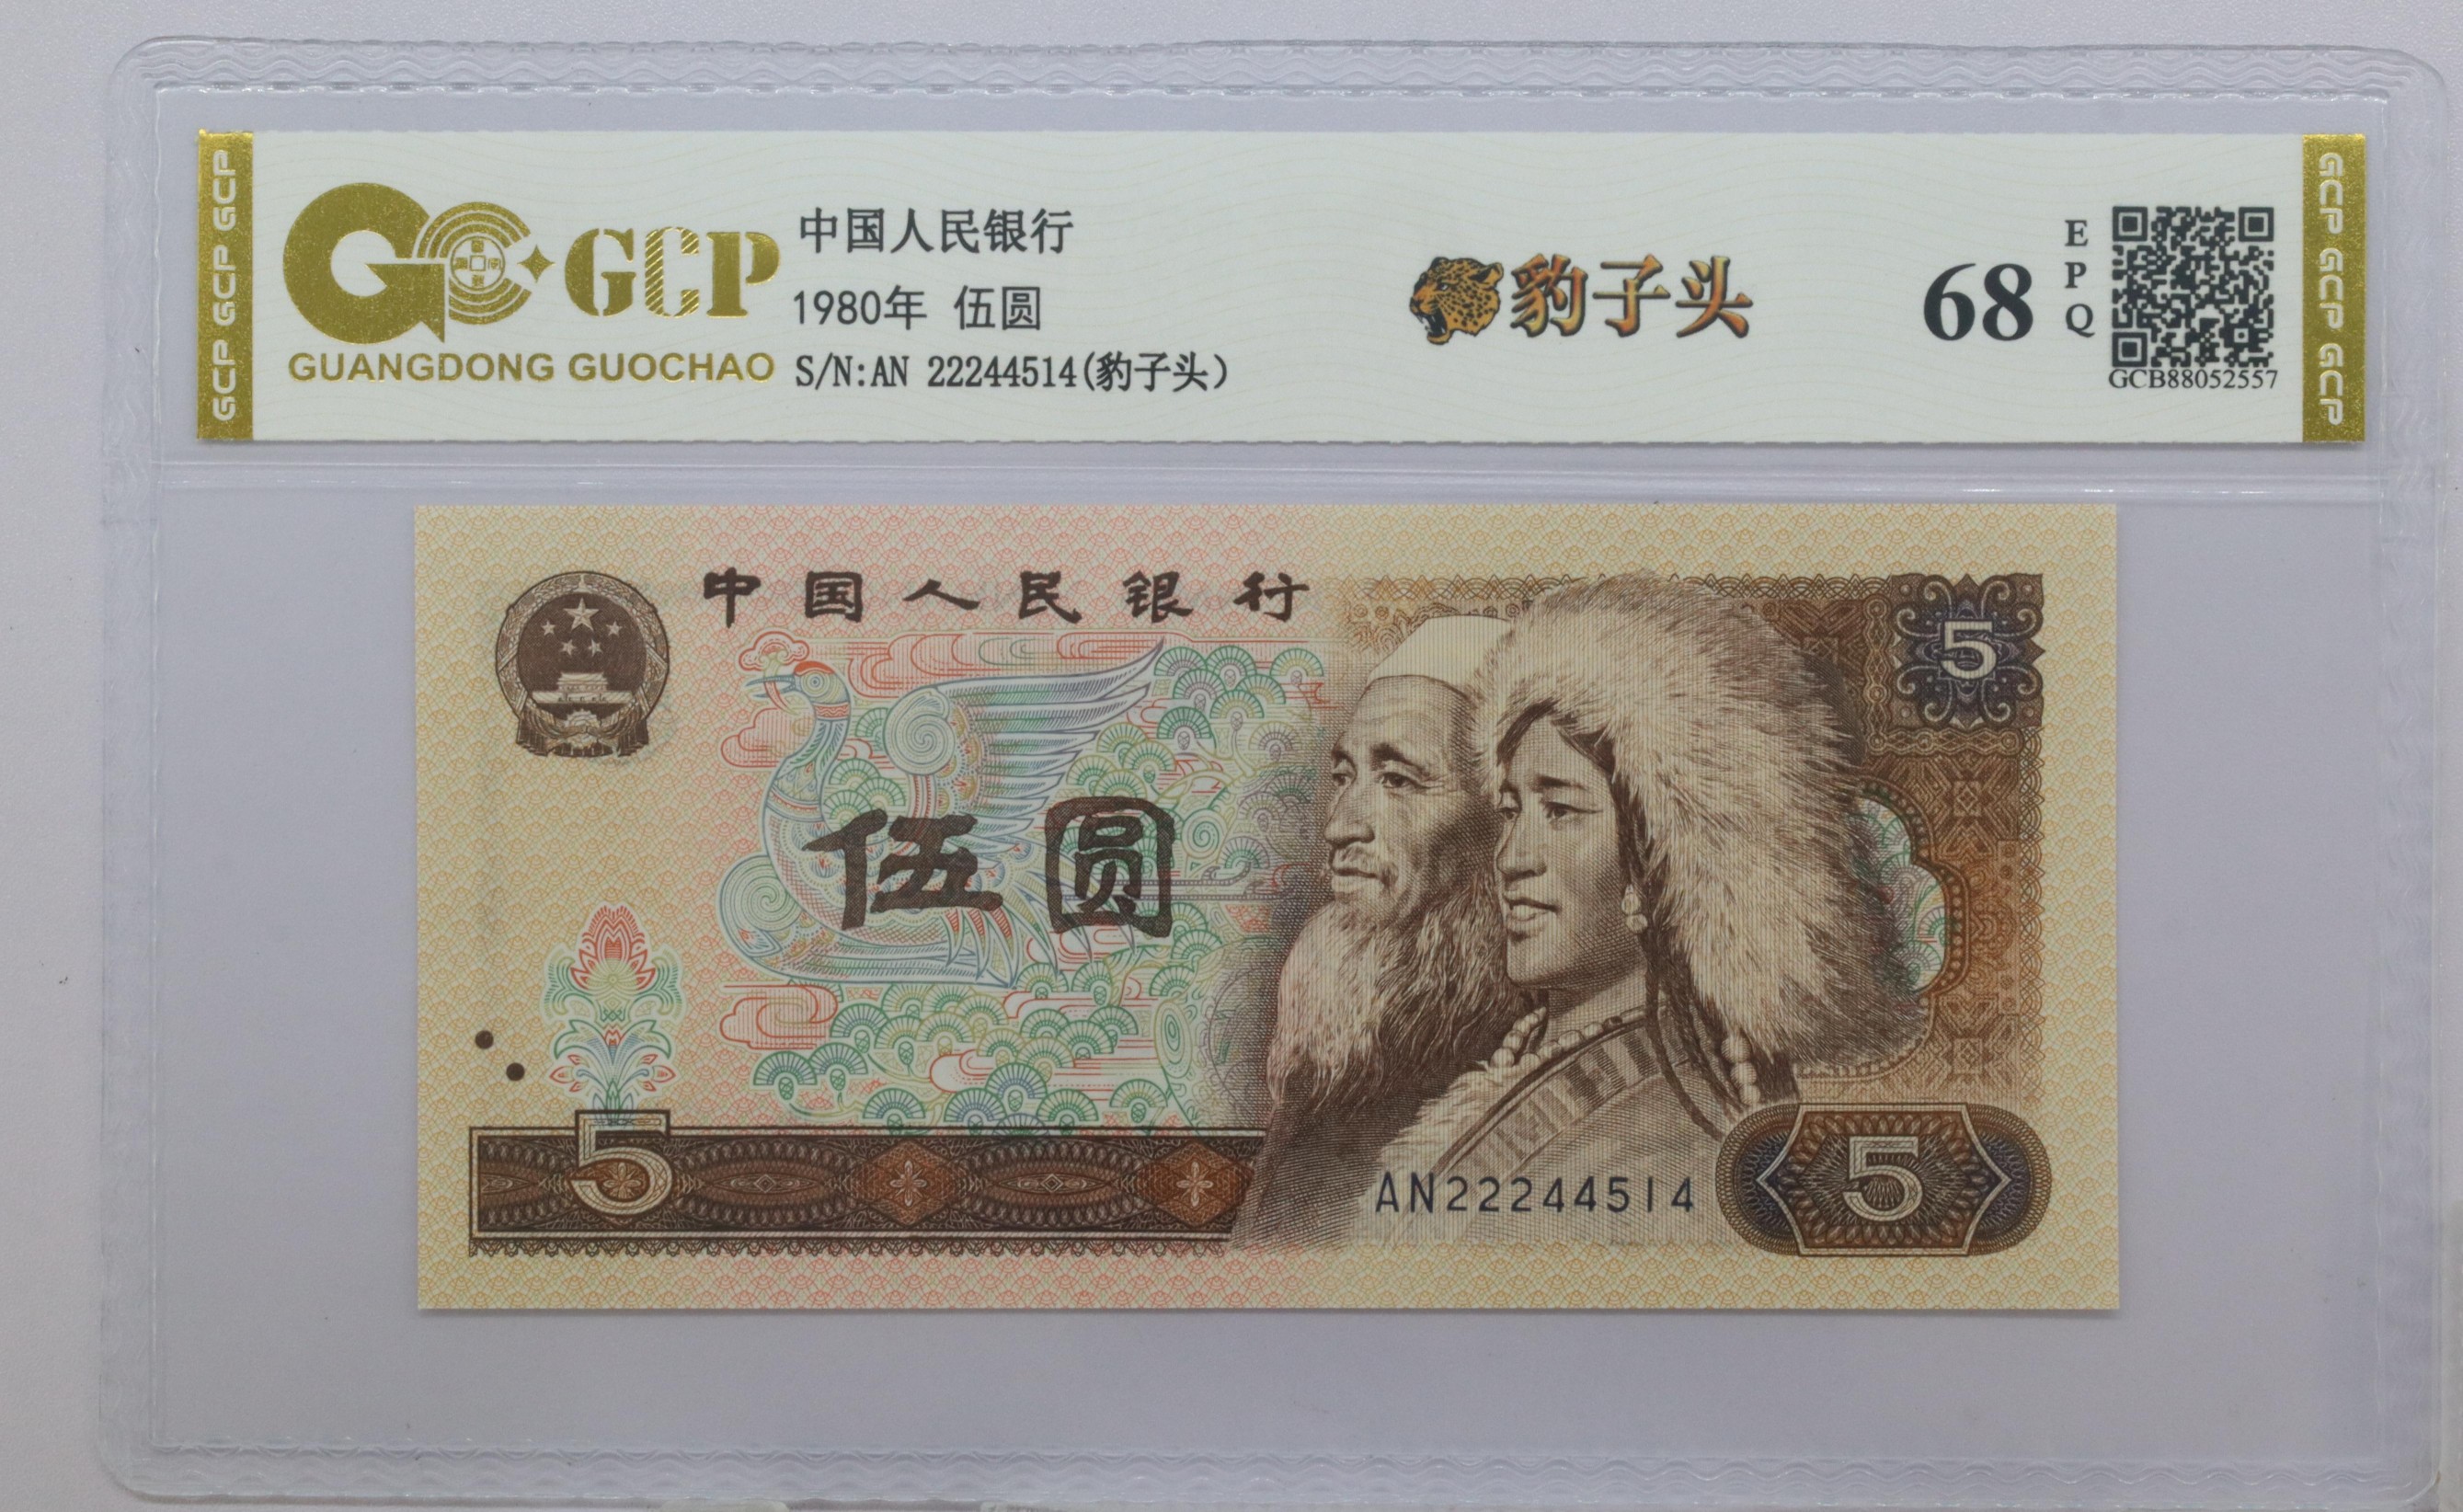 GCP GCP GCP
GCP
GUANGDONG GUOCHAO
中国人民银行
1980年 伍圆
S/N:AN 22244514(豹子头)
豹子头
68
EPQ
GCB88052557
GCP GCP GCP
中国人民银行
5
伍圆
5
AN22244514
5